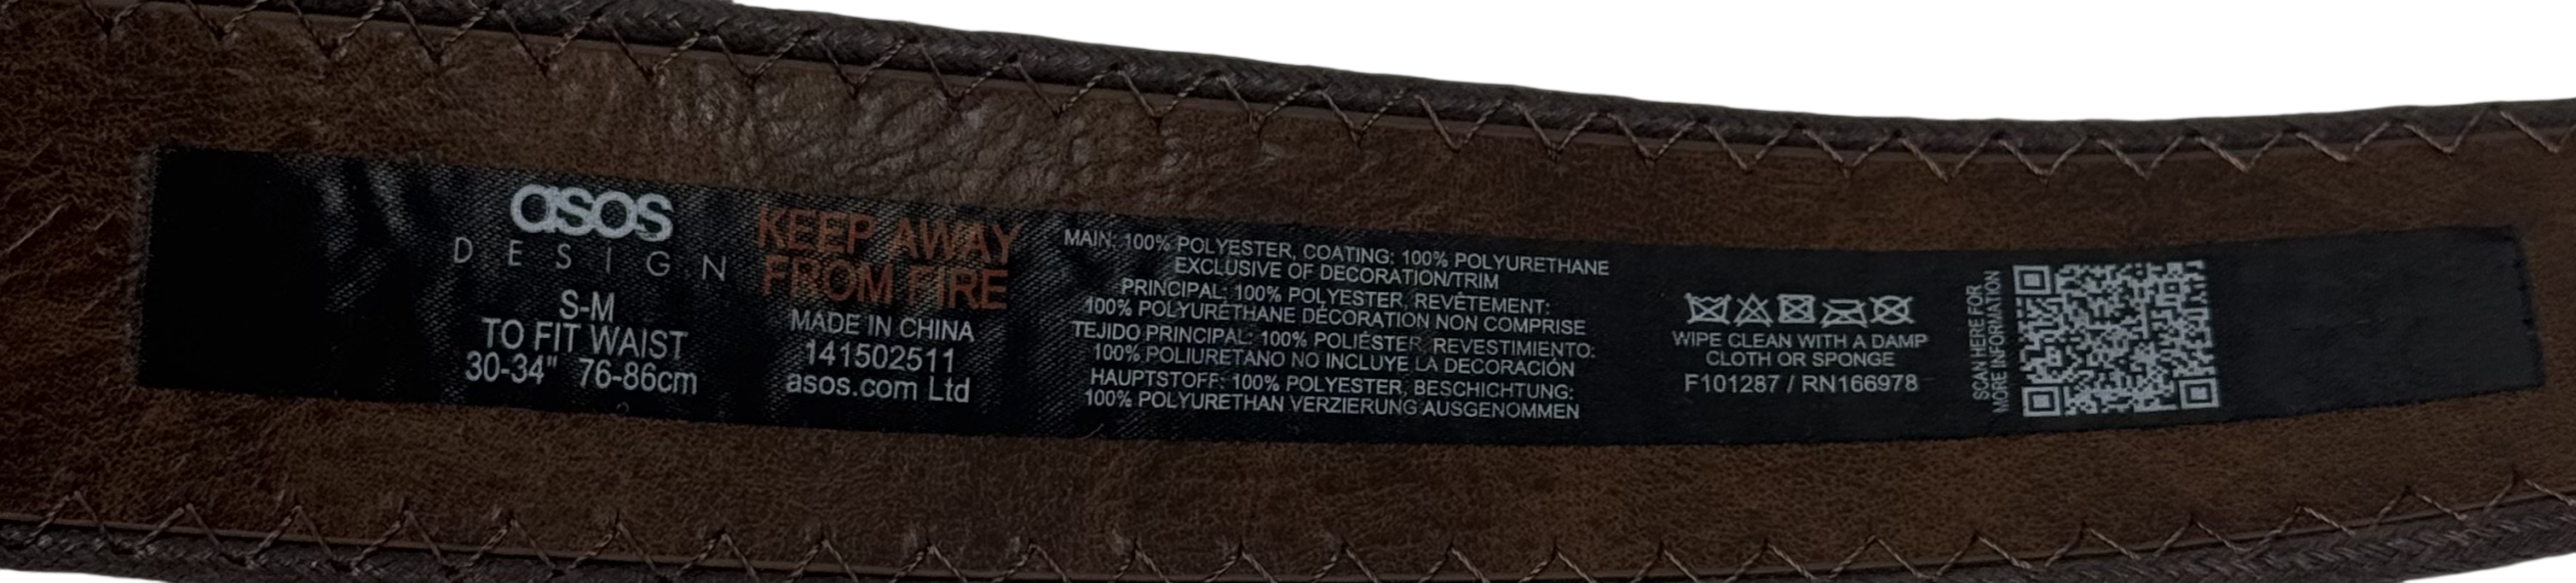 asos
DESIGN
S-M
TO FIT WAIST
30-34" 76-86cm
KEEP AWAY
FROM FIRE
MADE IN CHINA
141502511
asos.com Ltd
MAIN: 100% POLYESTER, COATING: 100% POLYURETHANE
EXCLUSIVE OF DECORATION/TRIM
PRINCIPAL: 100% POLYESTER, REVÊTEMENT:
100% POLYURÉTHANE DÉCORATION NON COMPRISE
TEJIDO PRINCIPAL: 100% POLIÉSTER, REVESTIMIENTO:
100% POLIURETANO NO INCLUYE LA DECORACIÓN
HAUPTSTOFF: 100% POLYESTER, BESCHICHTUNG:
100% POLYURETHAN VERZIERUNG AUSGENOMMEN
WIPE CLEAN WITH A DAMP
CLOTH OR SPONGE
F101287 / RN166978
SCAN HERE FOR
MORE INFORMATION